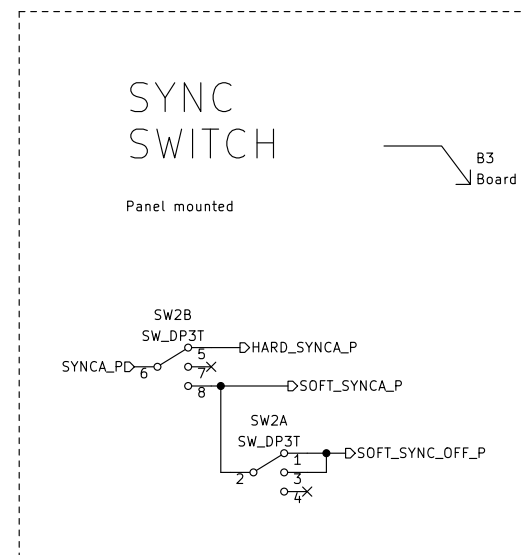 SYNC
SWITCH
B3
Board
Panel mounted
SW2B
SW_DP3T
5
HARD_SYNCA_P
SYNCA_P
6
7
8
SOFT_SYNCA_P
SW2A
SW_DP3T
1
SOFT_SYNC_OFF_P
2
3
4